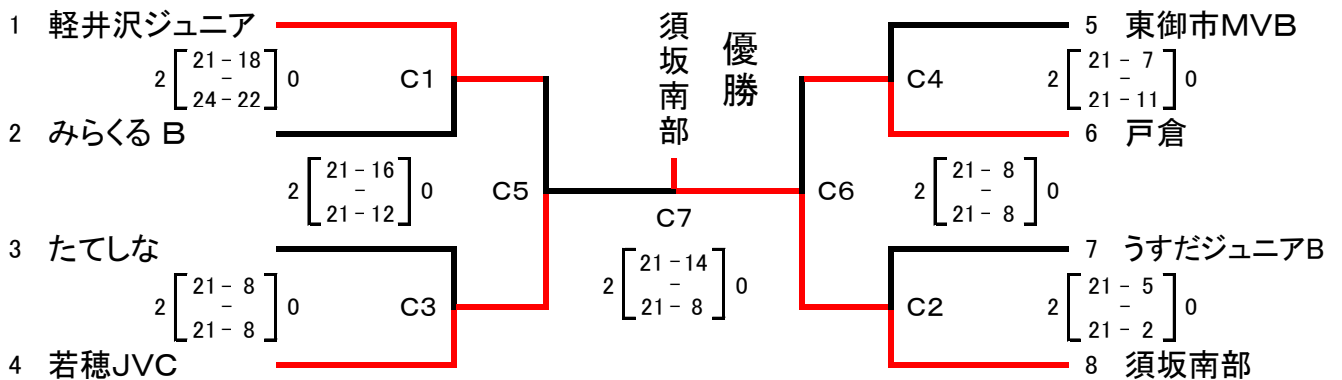 1 軽井沢ジュニア
2 [ 21-18 - 24-22 ] 0
C1
2 みらくる B
2 [ 21-16 - 21-12 ] 0
C5
3 たてしな
2 [ 21-8 - 21-8 ] 0
C3
4 若穂JVC
須坂南部
優勝
C7
2 [ 21-14 - 21-8 ] 0
5 東御市MVB
C4
2 [ 21-7 - 21-11 ] 0
6 戸倉
C6
2 [ 21-8 - 21-8 ] 0
7 うすだジュニアB
C2
2 [ 21-5 - 21-2 ] 0
8 須坂南部